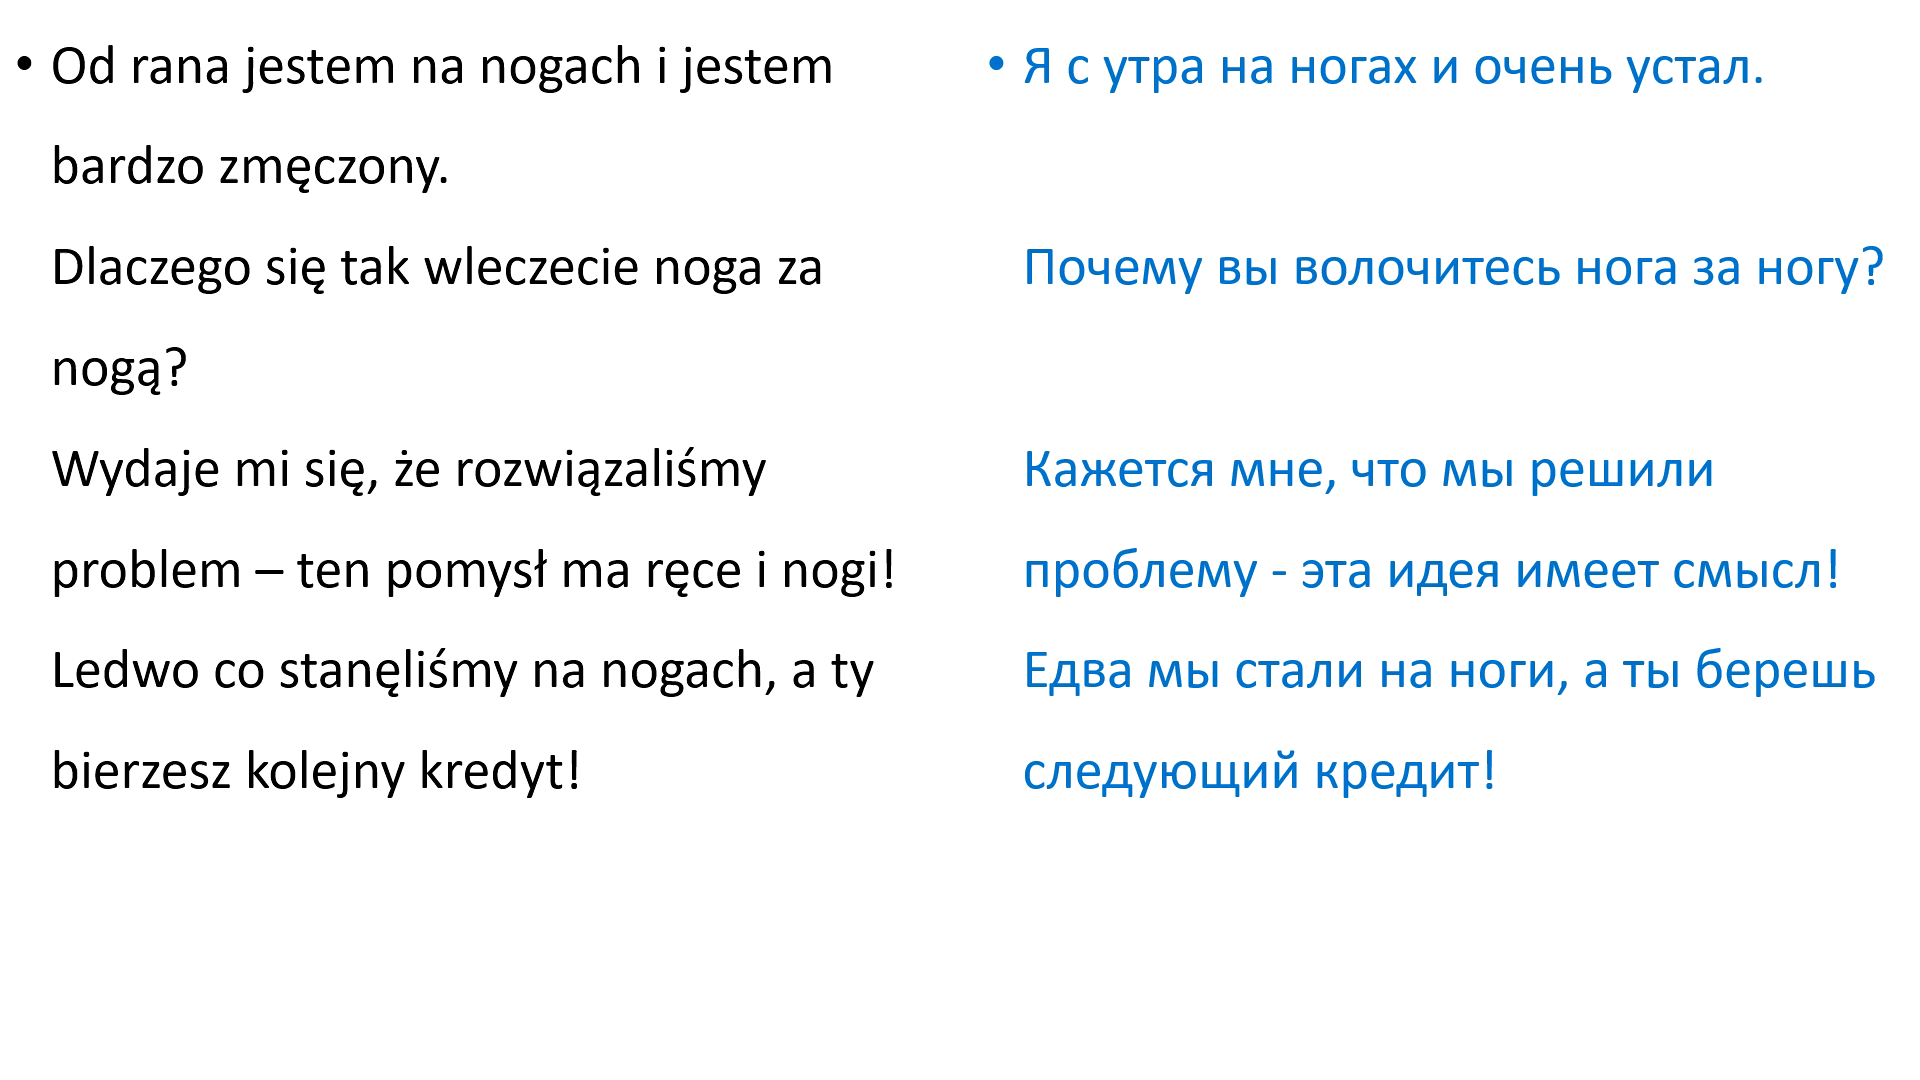 • Od rana jestem na nogach i jestem
bardzo zmęczony.
Dlaczego się tak wleczecie noga za
nogą?
Wydaje mi się, że rozwiązaliśmy
problem – ten pomysł ma ręce i nogi!
Ledwo co stanęliśmy na nogach, a ty
bierzesz kolejny kredyt!
• Я с утра на ногах и очень устал.
Почему вы волочитесь нога за ногу?
Кажется мне, что мы решили
проблему - эта идея имеет смысл!
Едва мы стали на ноги, а ты берешь
следующий кредит!